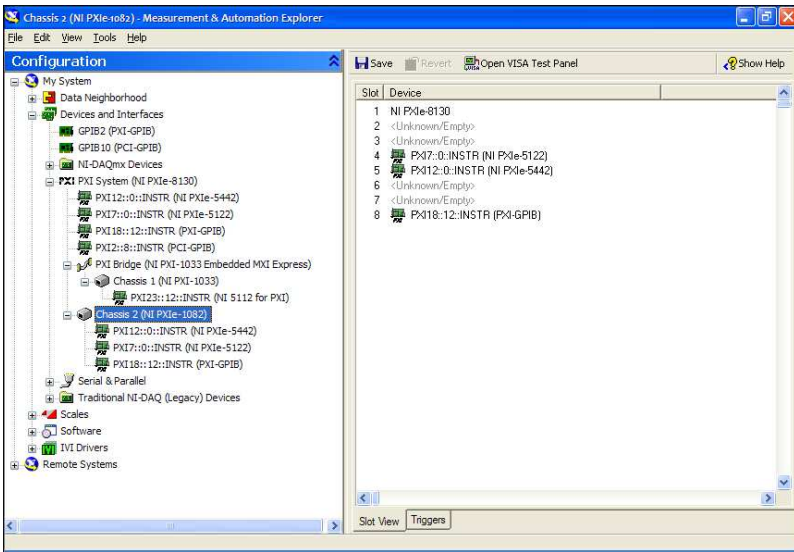 Chassis 2 (NI PXIe-1082) - Measurement & Automation Explorer
File Edit View Tools Help
Configuration
Save Revert Open VISA Test Panel Show Help
My System
Data Neighborhood
Devices and Interfaces
GPIB2 (PXI-GPIB)
GPIB10 (PCI-GPIB)
NI-DAQmx Devices
PXI PXI System (NI PXIe-8130)
PXI12::0::INSTR (NI PXIe-5442)
PXI7::0::INSTR (NI PXIe-5122)
PXI18::12::INSTR (PXI-GPIB)
PXI2::8::INSTR (PCI-GPIB)
PXI Bridge (NI PXI-1033 Embedded MXI Express)
Chassis 1 (NI PXI-1033)
PXI23::12::INSTR (NI 5112 for PXI)
Chassis 2 (NI PXIe-1082)
PXI12::0::INSTR (NI PXIe-5442)
PXI7::0::INSTR (NI PXIe-5122)
PXI18::12::INSTR (PXI-GPIB)
Serial & Parallel
Traditional NI-DAQ (Legacy) Devices
Scales
Software
IVI Drivers
Remote Systems
Slot Device
1 NI PXIe-8130
2 <Unknown/Empty>
3 <Unknown/Empty>
4 PXI7::0::INSTR (NI PXIe-5122)
5 PXI12::0::INSTR (NI PXIe-5442)
6 <Unknown/Empty>
7 <Unknown/Empty>
8 PXI18::12::INSTR (PXI-GPIB)
Slot View Triggers